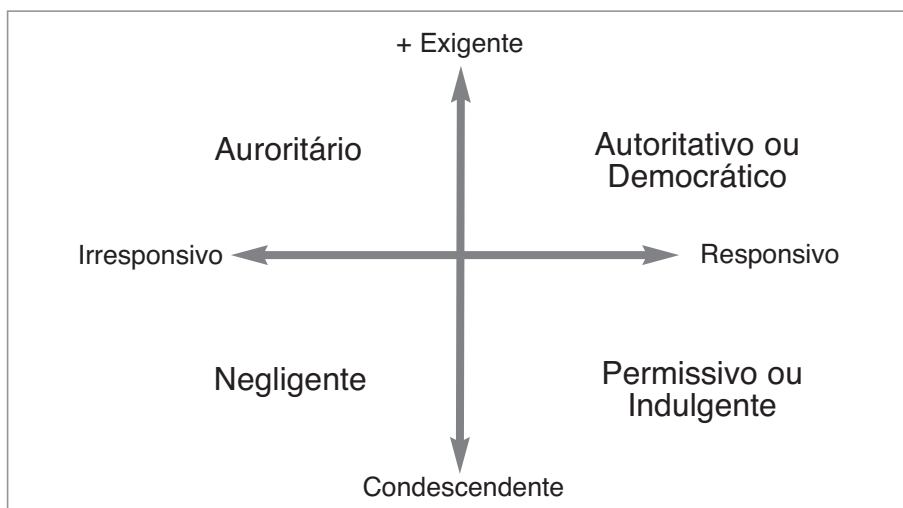 + Exigente
Auroritário
Autoritativo ou
Democrático
Irresponsivo
Responsivo
Negligente
Permissivo ou
Indulgente
Condescendente